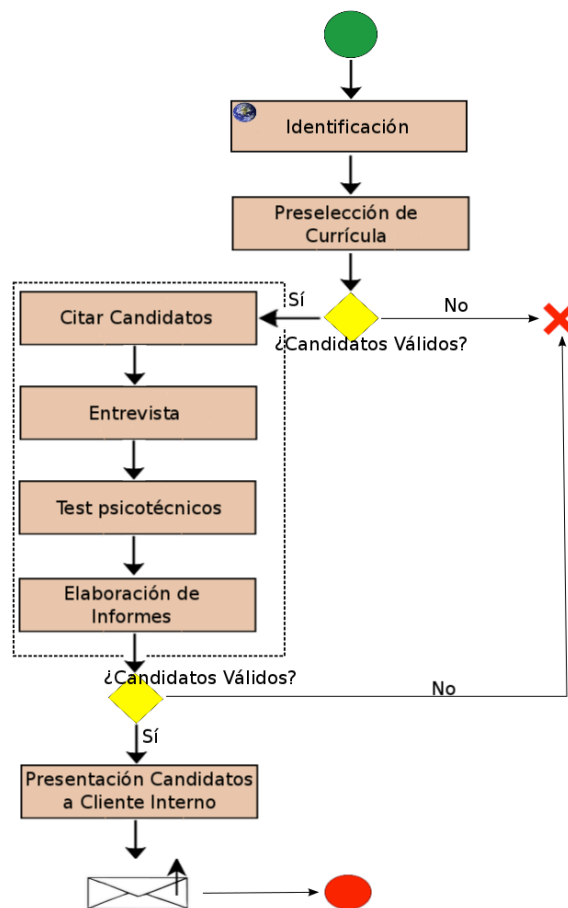 Identificación
Preselección de
Currícula
Sí
No
¿Candidatos Válidos?
Citar Candidatos
Entrevista
Test psicotécnicos
Elaboración de
Informes
¿Candidatos Válidos?
No
Sí
Presentación Candidatos
a Cliente Interno